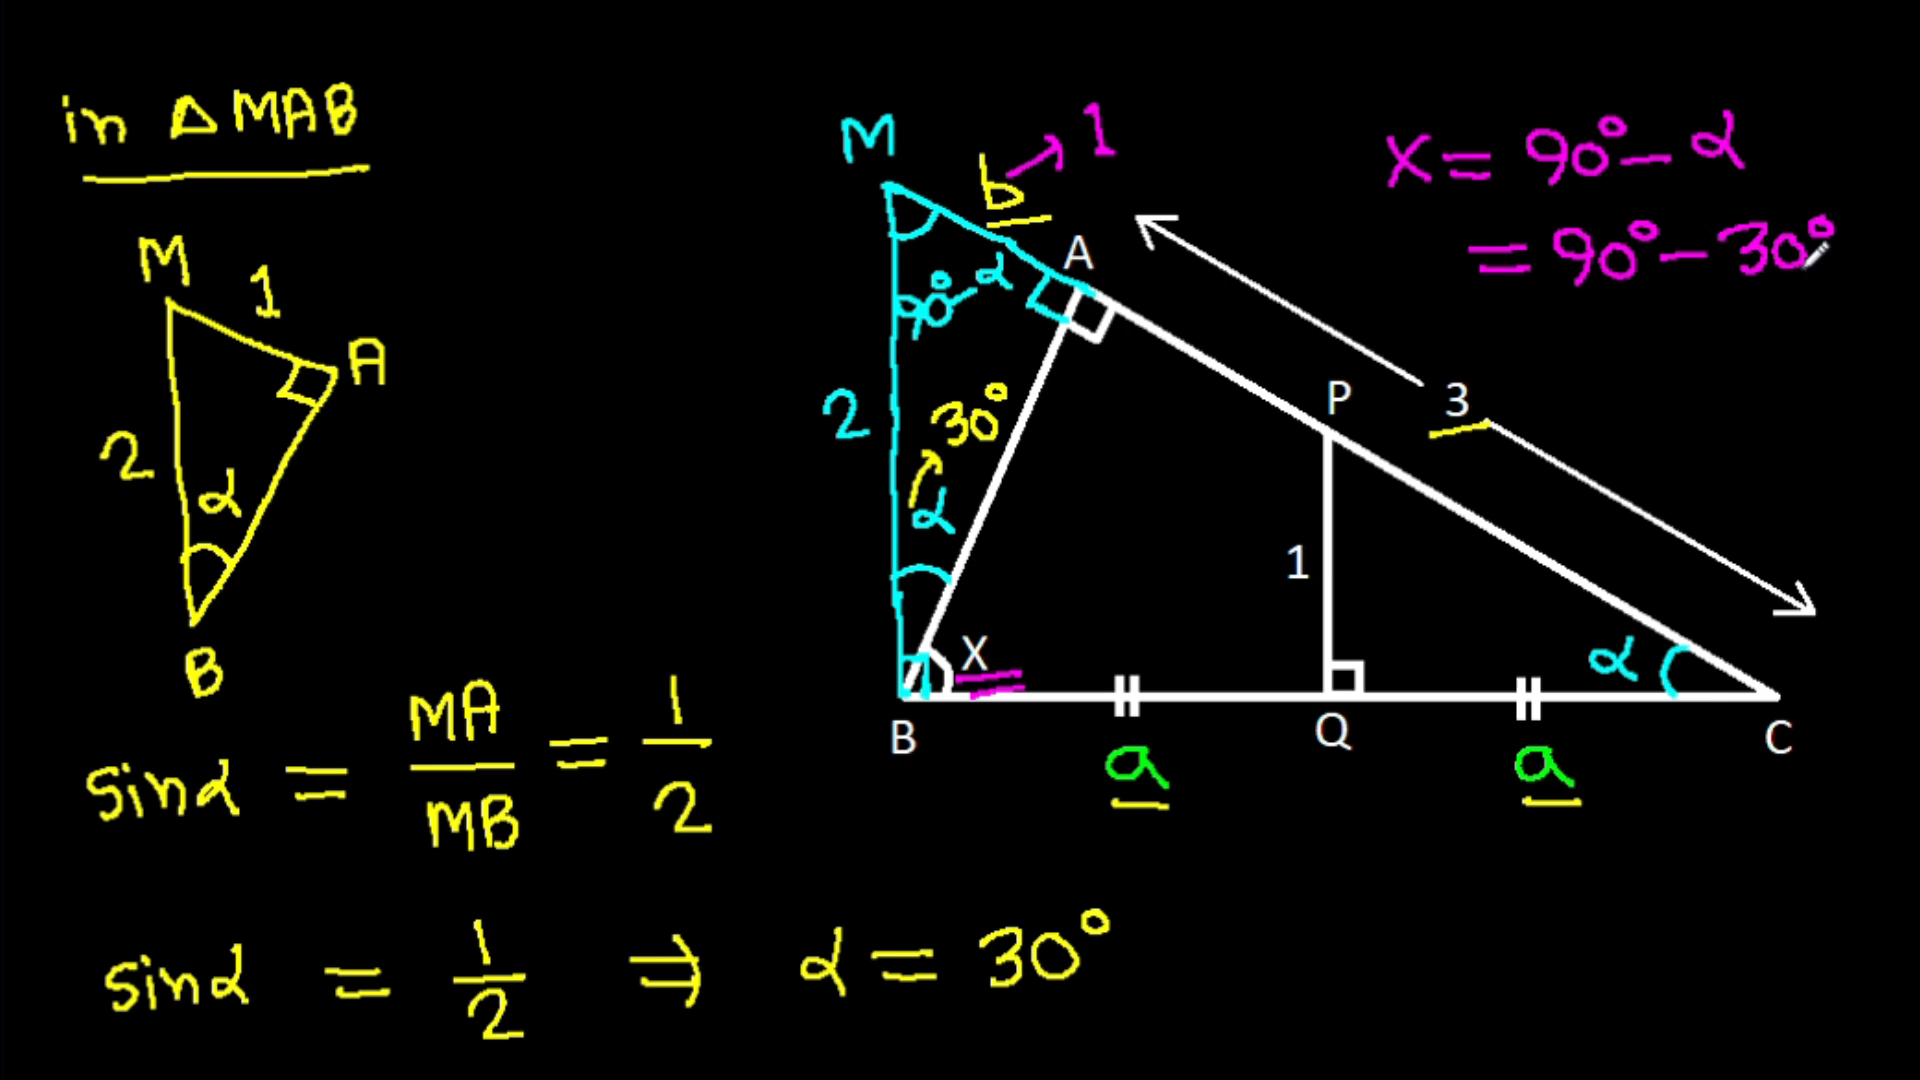 in Δ MAB
M
1
A
2
α
B
sinα = MA/MB = 1/2
sinα = 1/2 ⇒ α = 30°
M
b → 1
A
90° - α
2
30°
α
X
B
a
P
3
1
Q
a
α
C
X = 90° - α
= 90° - 30°